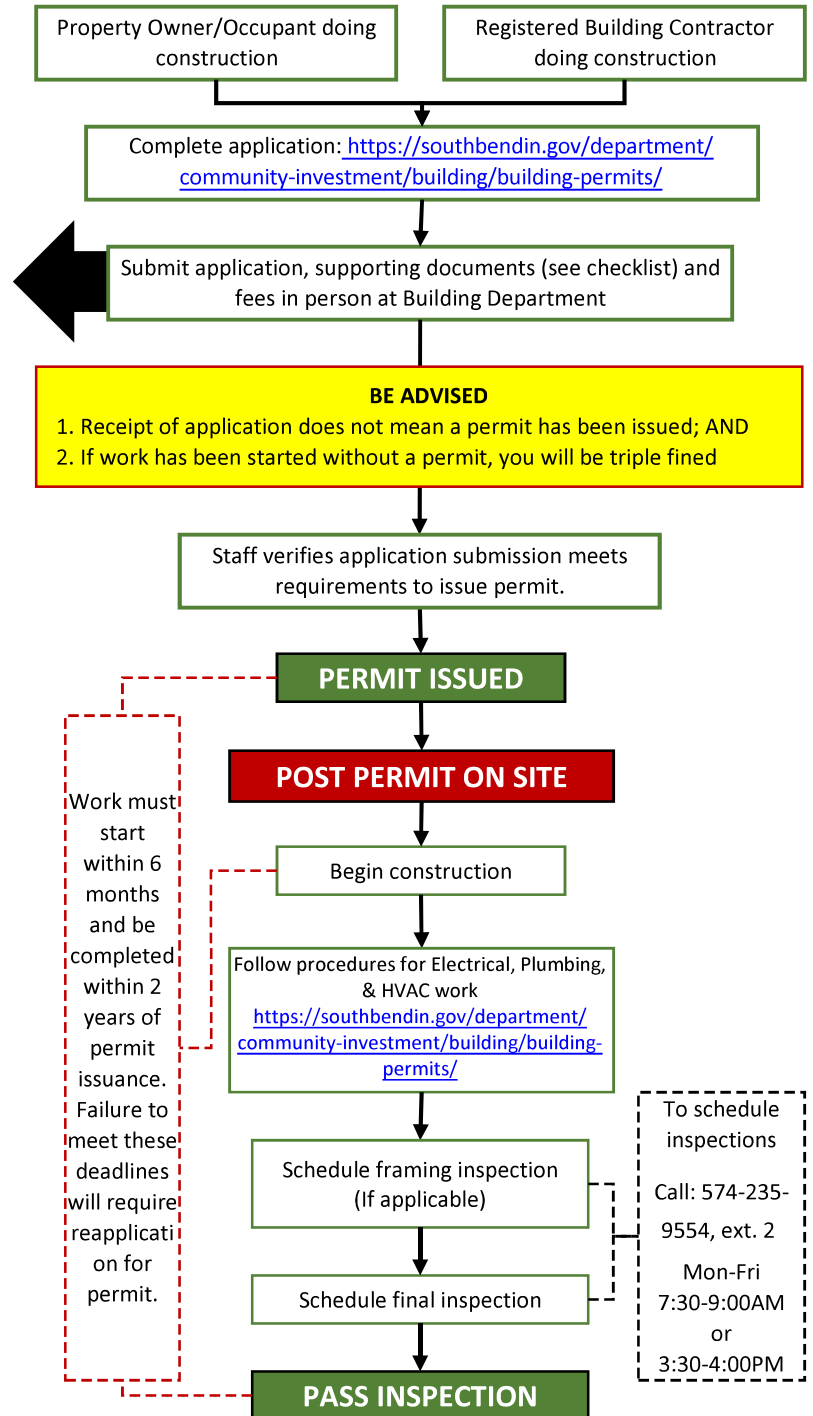 Property Owner/Occupant doing
construction
Registered Building Contractor
doing construction
Complete application: https://southbendin.gov/department/
community-investment/building/building-permits/
Submit application, supporting documents (see checklist) and
fees in person at Building Department
BE ADVISED
1. Receipt of application does not mean a permit has been issued; AND
2. If work has been started without a permit, you will be triple fined
Staff verifies application submission meets
requirements to issue permit.
PERMIT ISSUED
POST PERMIT ON SITE
Begin construction
Work must
start
within 6
months
and be
completed
within 2
years of
permit
issuance.
Failure to
meet these
deadlines
will require
reapplicati
on for
permit.
Follow procedures for Electrical, Plumbing,
& HVAC work
https://southbendin.gov/department/
community-investment/building/building-
permits/
Schedule framing inspection
(If applicable)
Schedule final inspection
To schedule
inspections
Call: 574-235-
9554, ext. 2
Mon-Fri
7:30-9:00AM
or
3:30-4:00PM
PASS INSPECTION